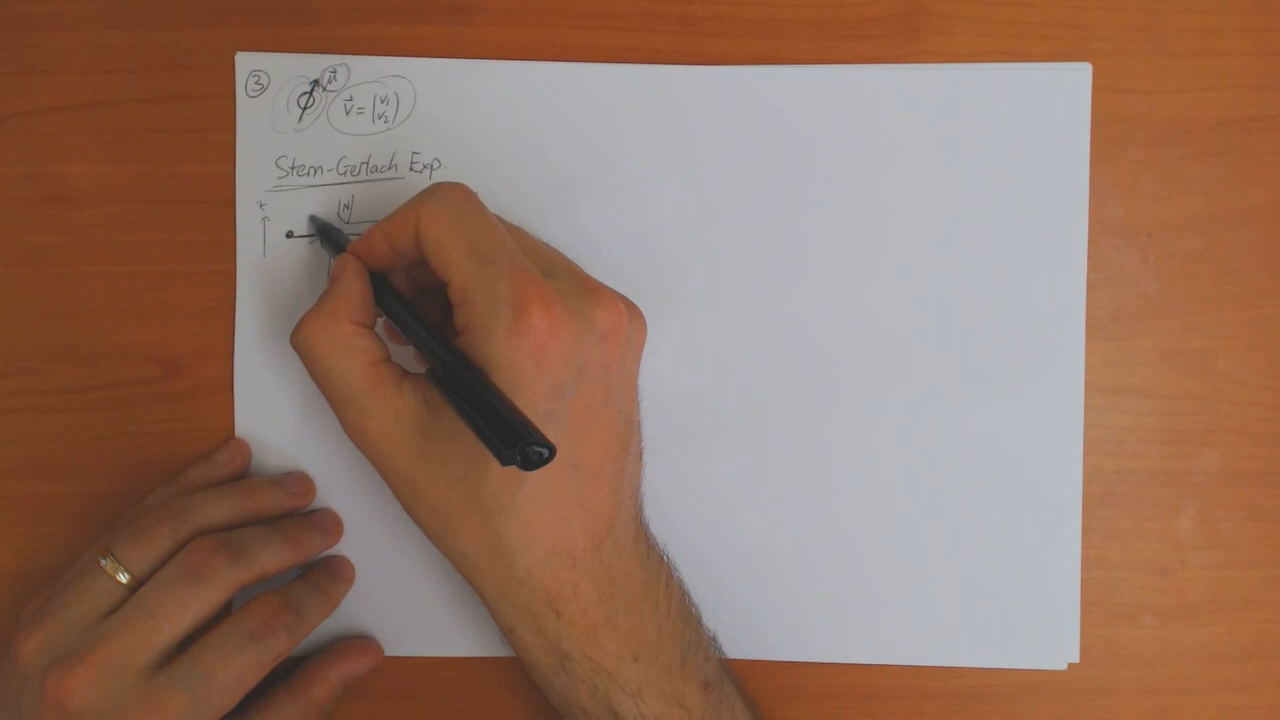 ③ μ⃗ v⃗ = (v₁ v₂)
Stern-Gerlach Exp.
z N